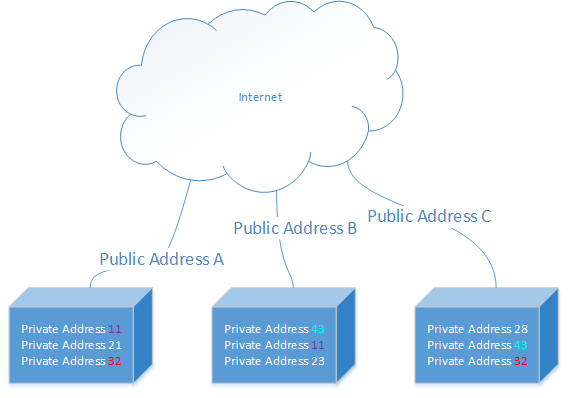 Internet
Public Address A
Public Address B
Public Address C
Private Address 11
Private Address 21
Private Address 32
Private Address 43
Private Address 11
Private Address 23
Private Address 28
Private Address 43
Private Address 32